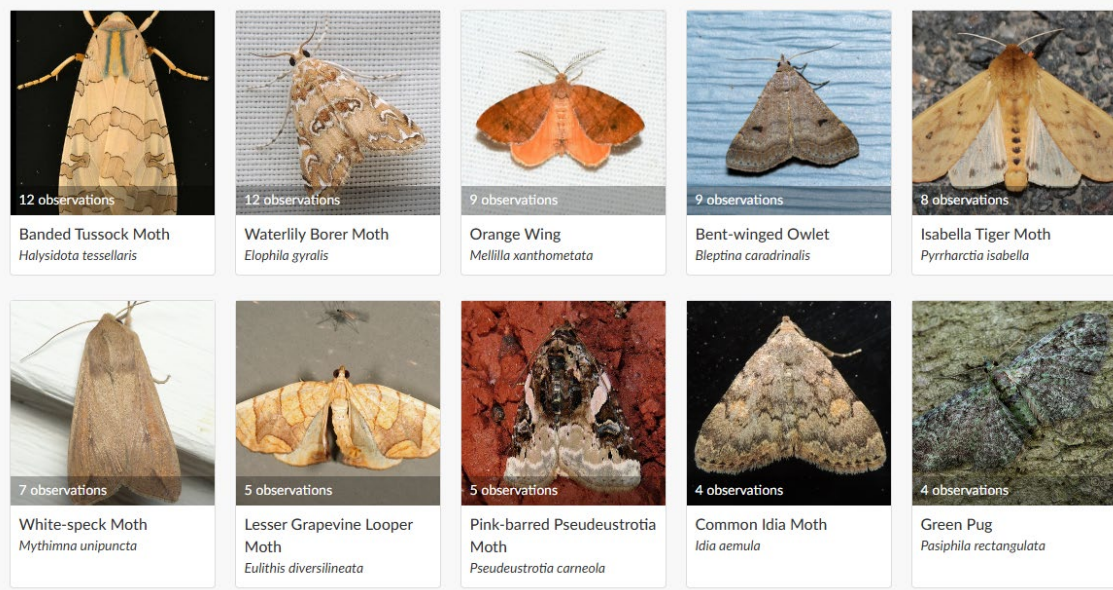 12 observations
12 observations
9 observations
9 observations
8 observations
Banded Tussock Moth
Halysidota tessellaris
Waterlily Borer Moth
Elophila gyralis
Orange Wing
Mellilla xanthometata
Bent-winged Owlet
Bleptina caradrinalis
Isabella Tiger Moth
Pyrrharctia isabella
7 observations
5 observations
5 observations
4 observations
4 observations
White-speck Moth
Mythimna unipuncta
Lesser Grapevine Looper
Moth
Eulithis diversilineata
Pink-barred Pseudeustrotia
Moth
Pseudeustrotia carneola
Common Idia Moth
Idia aemula
Green Pug
Pasiphila rectangulata